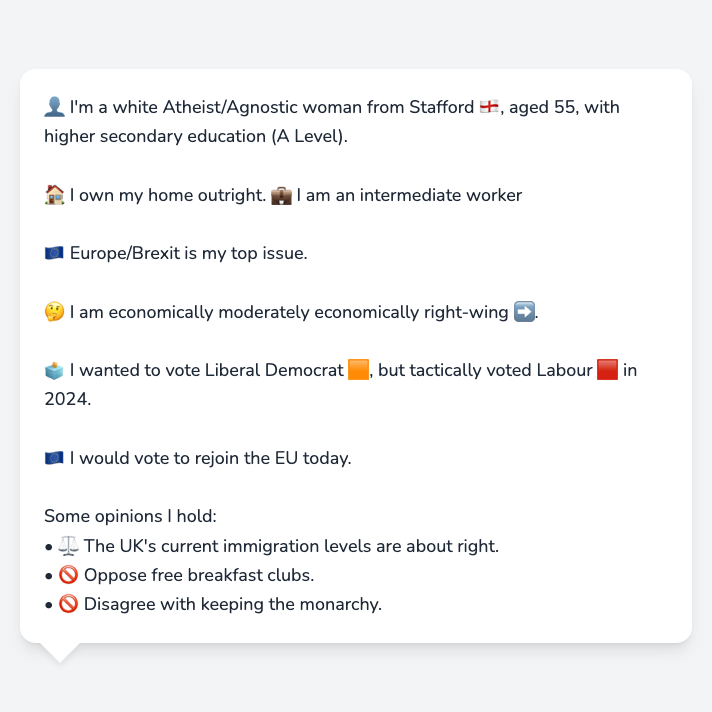 👤 I'm a white Atheist/Agnostic woman from Stafford 🏴󠁧󠁢󠁥󠁮󠁧󠁿, aged 55, with
higher secondary education (A Level).
🏠 I own my home outright. 💼 I am an intermediate worker
🇪🇺 Europe/Brexit is my top issue.
🤔 I am economically moderately economically right-wing ➡️.
🗳️ I wanted to vote Liberal Democrat 🟧, but tactically voted Labour 🟥 in
2024.
🇪🇺 I would vote to rejoin the EU today.
Some opinions I hold:
• ⚖️ The UK's current immigration levels are about right.
• 🚫 Oppose free breakfast clubs.
• 🚫 Disagree with keeping the monarchy.